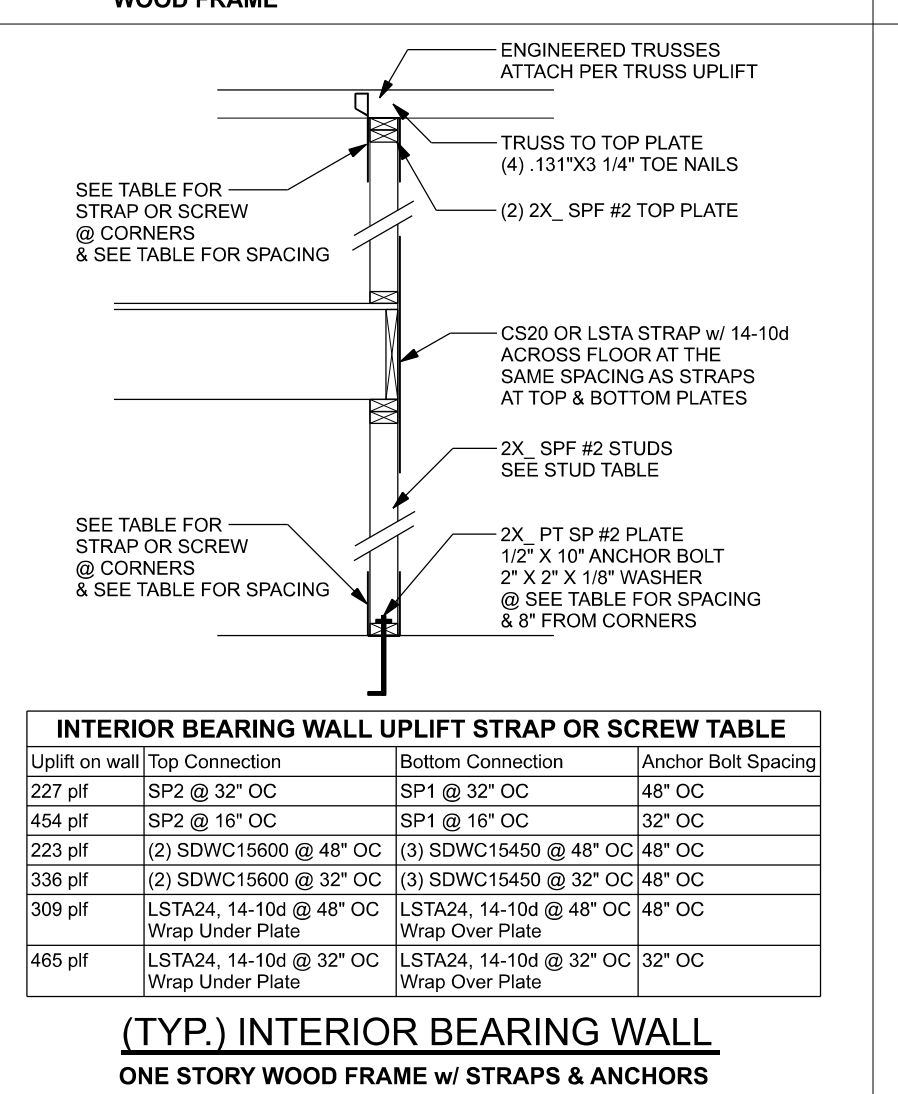 WOOD FRAME
ENGINEERED TRUSSES
ATTACH PER TRUSS UPLIFT
TRUSS TO TOP PLATE
(4) .131"X3 1/4" TOE NAILS
SEE TABLE FOR
STRAP OR SCREW
@ CORNERS
& SEE TABLE FOR SPACING
(2) 2X_ SPF #2 TOP PLATE
CS20 OR LSTA STRAP w/ 14-10d
ACROSS FLOOR AT THE
SAME SPACING AS STRAPS
AT TOP & BOTTOM PLATES
2X_ SPF #2 STUDS
SEE STUD TABLE
SEE TABLE FOR
STRAP OR SCREW
@ CORNERS
& SEE TABLE FOR SPACING
2X_ PT SP #2 PLATE
1/2" X 10" ANCHOR BOLT
2" X 2" X 1/8" WASHER
@ SEE TABLE FOR SPACING
& 8" FROM CORNERS
INTERIOR BEARING WALL UPLIFT STRAP OR SCREW TABLE
Uplift on wall Top Connection Bottom Connection Anchor Bolt Spacing
227 plf SP2 @ 32" OC SP1 @ 32" OC 48" OC
454 plf SP2 @ 16" OC SP1 @ 16" OC 32" OC
223 plf (2) SDWC15600 @ 48" OC (3) SDWC15450 @ 48" OC 48" OC
336 plf (2) SDWC15600 @ 32" OC (3) SDWC15450 @ 32" OC 48" OC
309 plf LSTA24, 14-10d @ 48" OC LSTA24, 14-10d @ 48" OC 48" OC
Wrap Under Plate Wrap Over Plate
465 plf LSTA24, 14-10d @ 32" OC LSTA24, 14-10d @ 32" OC 32" OC
Wrap Under Plate Wrap Over Plate
(TYP.) INTERIOR BEARING WALL
ONE STORY WOOD FRAME w/ STRAPS & ANCHORS